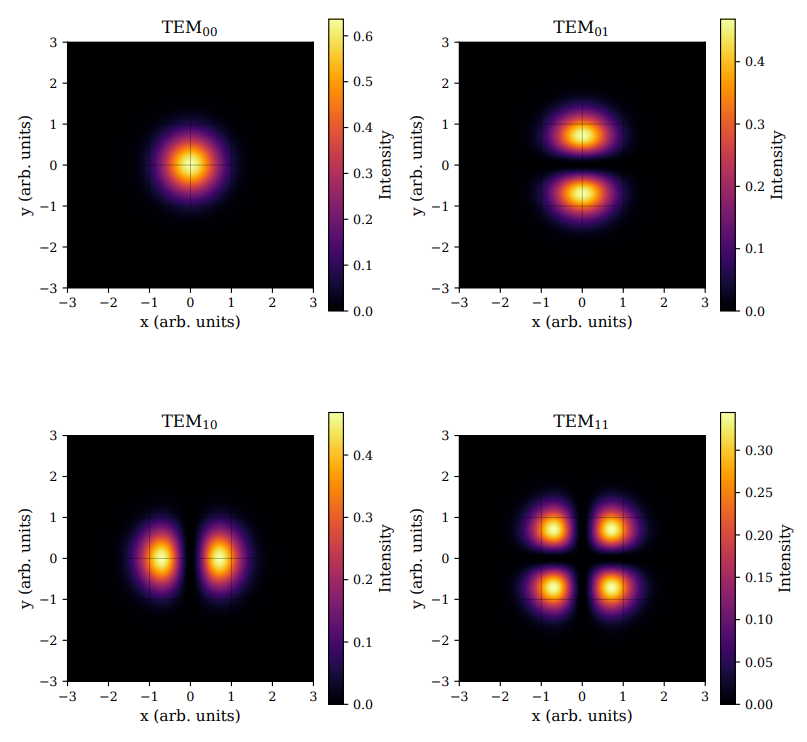 TEM₀₀
3
2
1
0
−1
−2
−3
y (arb. units)
−3 −2 −1 0 1 2 3
x (arb. units)
0.6
0.5
0.4
0.3
0.2
0.1
0.0
Intensity
TEM₀₁
3
2
1
0
−1
−2
−3
y (arb. units)
−3 −2 −1 0 1 2 3
x (arb. units)
0.4
0.3
0.2
0.1
0.0
Intensity
TEM₁₀
3
2
1
0
−1
−2
−3
y (arb. units)
−3 −2 −1 0 1 2 3
x (arb. units)
0.4
0.3
0.2
0.1
0.0
Intensity
TEM₁₁
3
2
1
0
−1
−2
−3
y (arb. units)
−3 −2 −1 0 1 2 3
x (arb. units)
0.30
0.25
0.20
0.15
0.10
0.05
0.00
Intensity